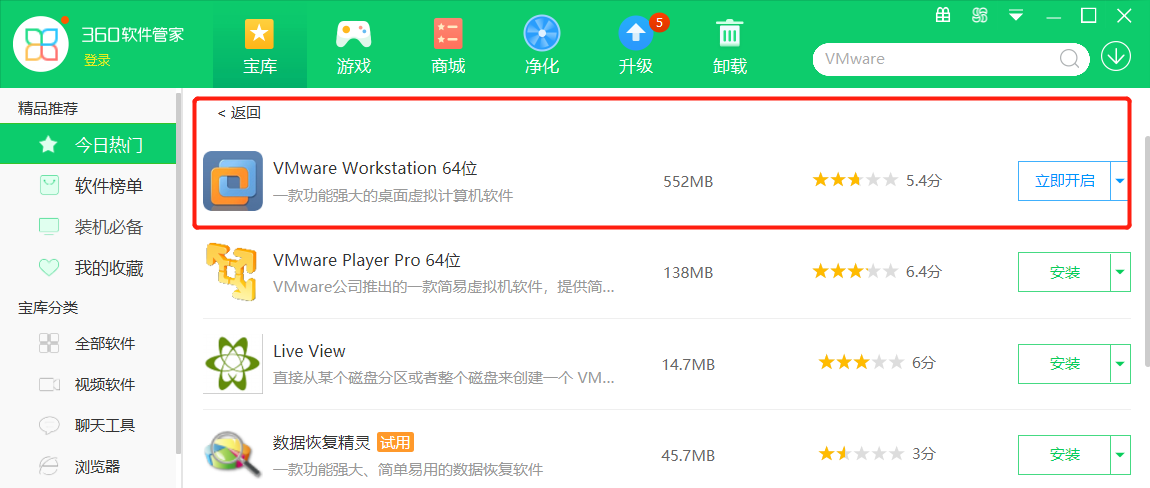 360软件管家
登录
宝库
游戏
商城
净化
5
升级
卸载
VMware
精品推荐
今日热门
软件榜单
装机必备
我的收藏
宝库分类
全部软件
视频软件
聊天工具
浏览器
< 返回
VMware Workstation 64位
一款功能强大的桌面虚拟计算机软件
552MB
5.4分
立即开启
VMware Player Pro 64位
VMware公司推出的一款简易虚拟机软件，提供简...
138MB
6.4分
安装
Live View
直接从某个磁盘分区或者整个磁盘来创建一个 VM...
14.7MB
6分
安装
数据恢复精灵 试用
一款功能强大、简单易用的数据恢复软件
45.7MB
3分
安装